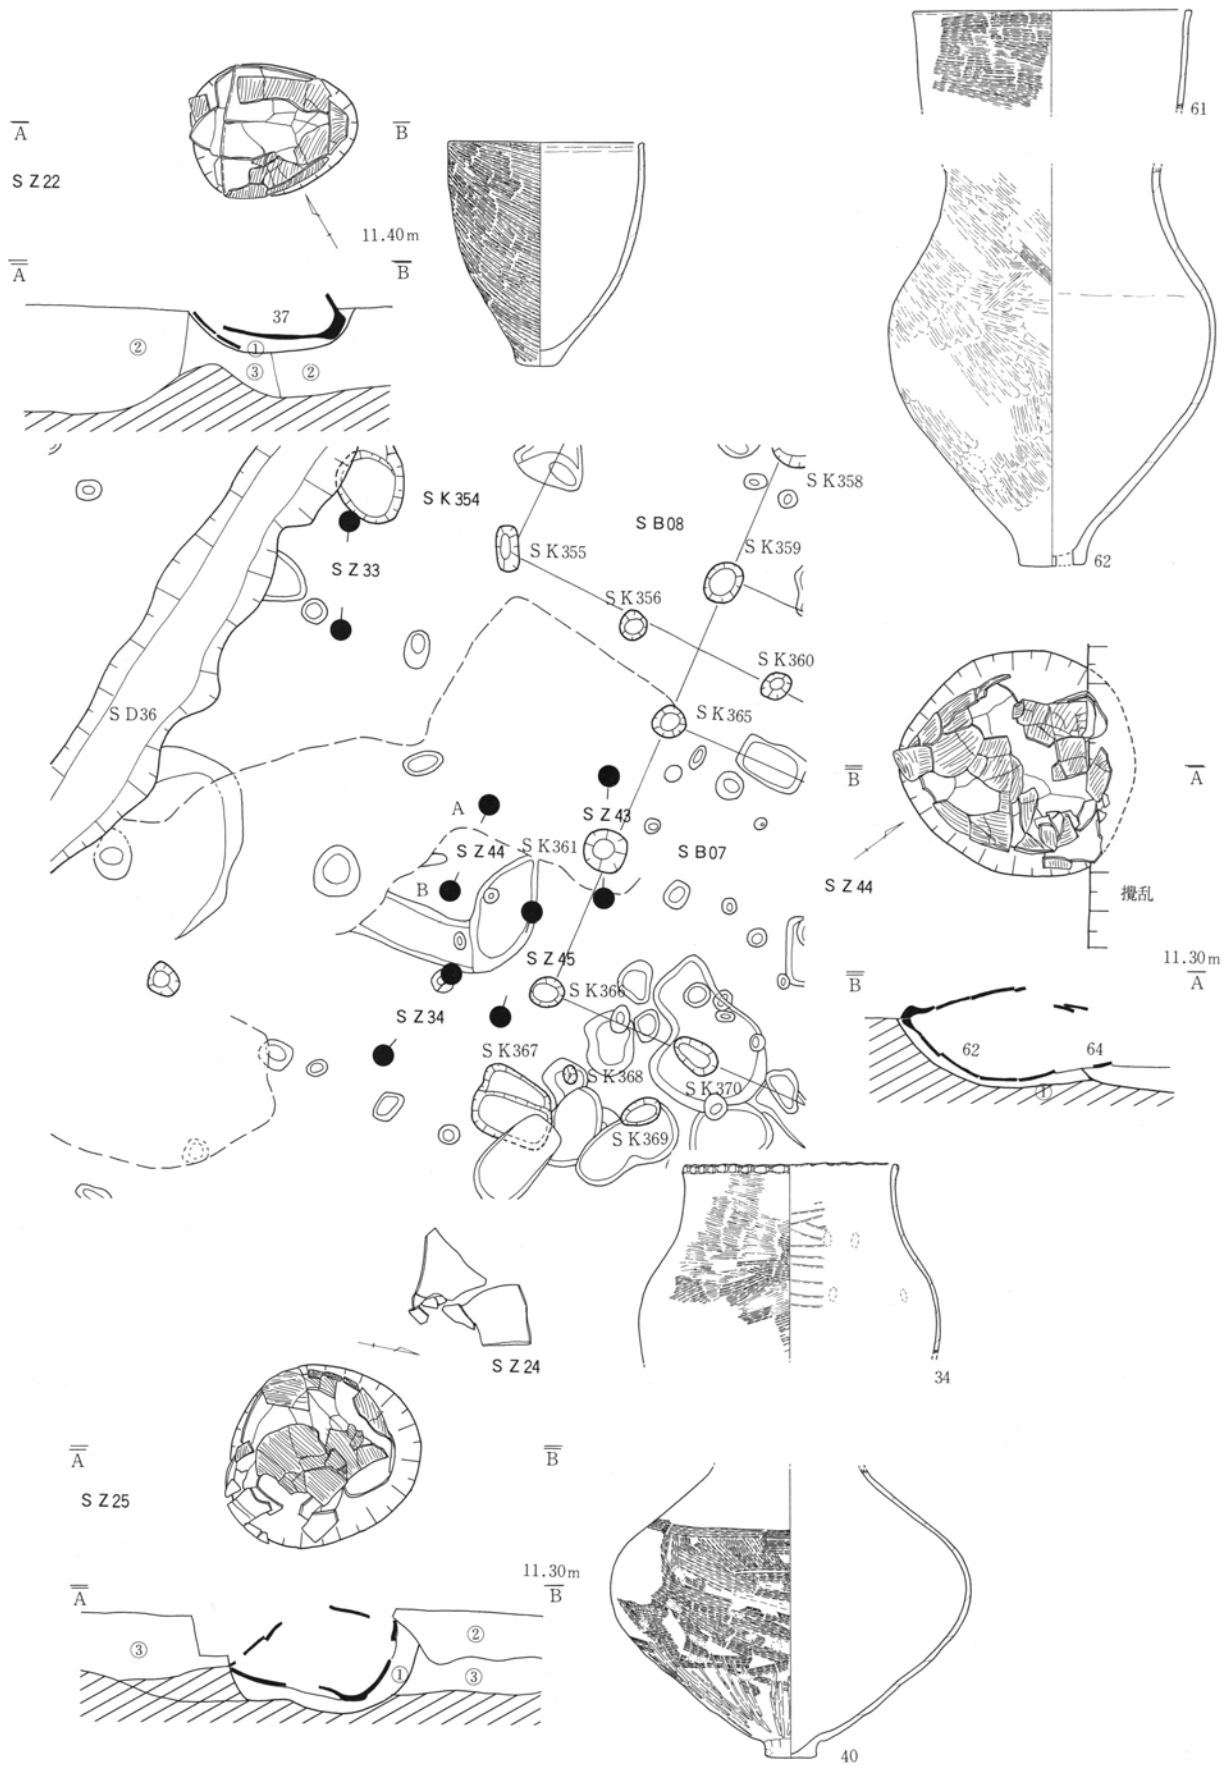 A
B
SZ22
11.40m
A
B
37
②
①
③
②
61
62
SK354
SK358
SB08
SK355
SK359
SZ33
SK356
SK360
SD36
SK365
A
SZ43
SZ44
SK361
SB07
B
SZ45
SK366
SZ34
SK367
SK368
SK370
SK369
B
A
SZ44
攪乱
11.30m
B
A
62
64
①
SZ24
34
A
B
SZ25
11.30m
A
B
③
②
①
③
40